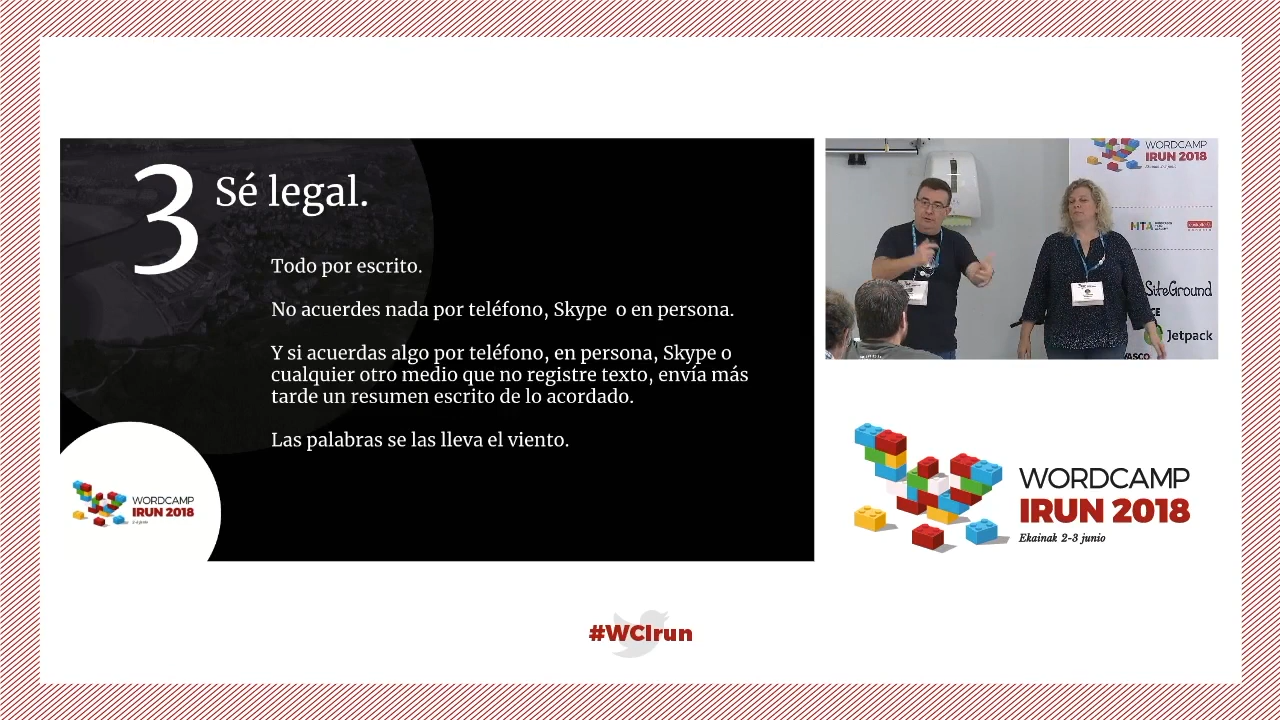 3
Sé legal.
Todo por escrito.
No acuerdes nada por teléfono, Skype o en persona.
Y si acuerdas algo por teléfono, en persona, Skype o
cualquier otro medio que no registre texto, envía más
tarde un resumen escrito de lo acordado.
Las palabras se las lleva el viento.
WORDCAMP
IRUN 2018
WORDCAMP
IRUN 2018
MTA
SiteGround
Jetpack
WORDCAMP
IRUN 2018
Ekainak 2-3 junio
#WCIrun